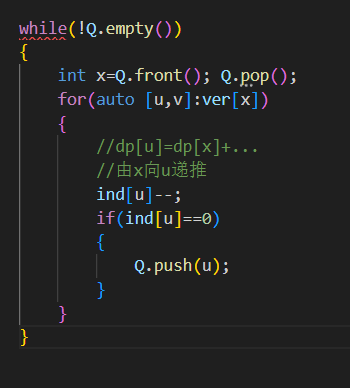 while(!Q.empty())
{
int x=Q.front(); Q.pop();
for(auto [u,v]:ver[x])
{
//dp[u]=dp[x]+...
//由x向u递推
ind[u]--;
if(ind[u]==0)
{
Q.push(u);
}
}
}